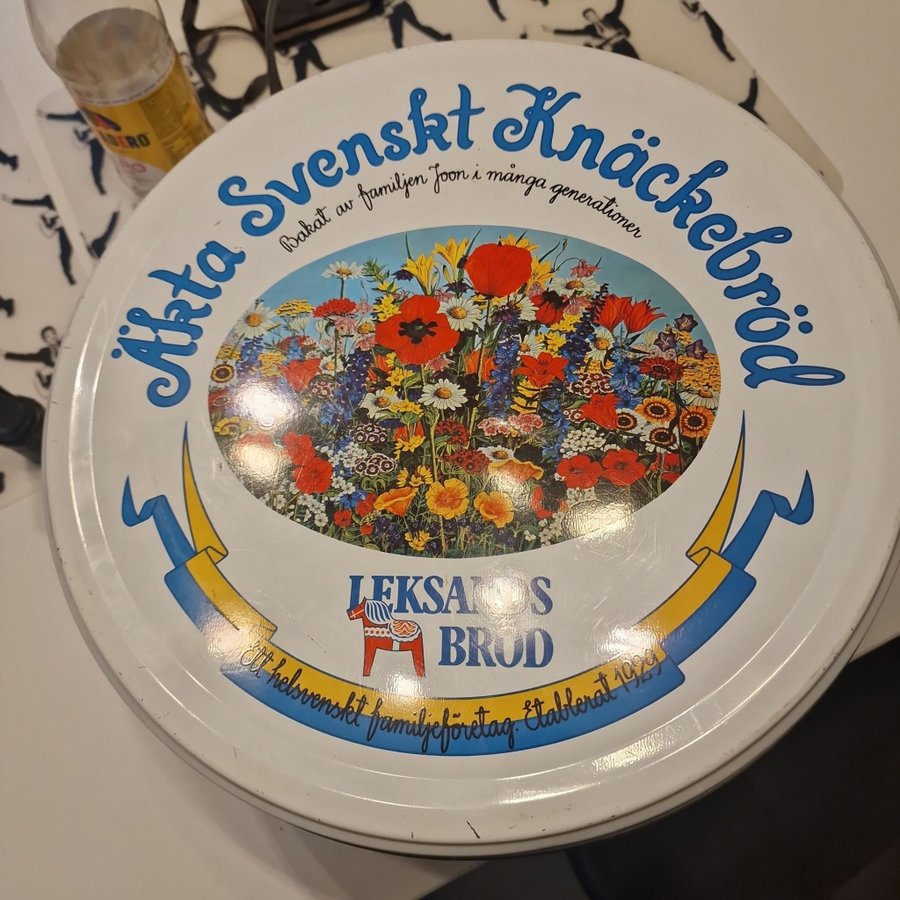 Äkta Svenskt Knäckebröd
Bakat av familjen Joon i många generationer
LEKSANDS
BRÖD
Ett helsvenskt familjeföretag. Etablerat 1929